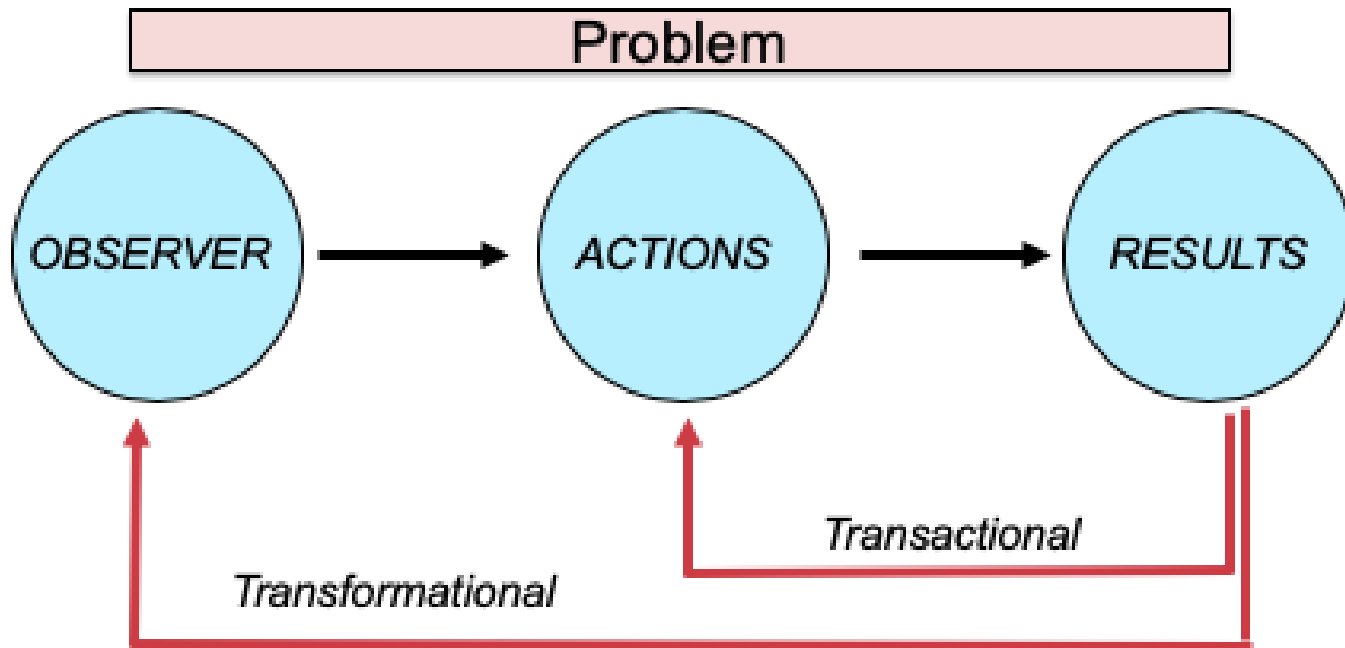 Problem
OBSERVER
ACTIONS
RESULTS
Transactional
Transformational